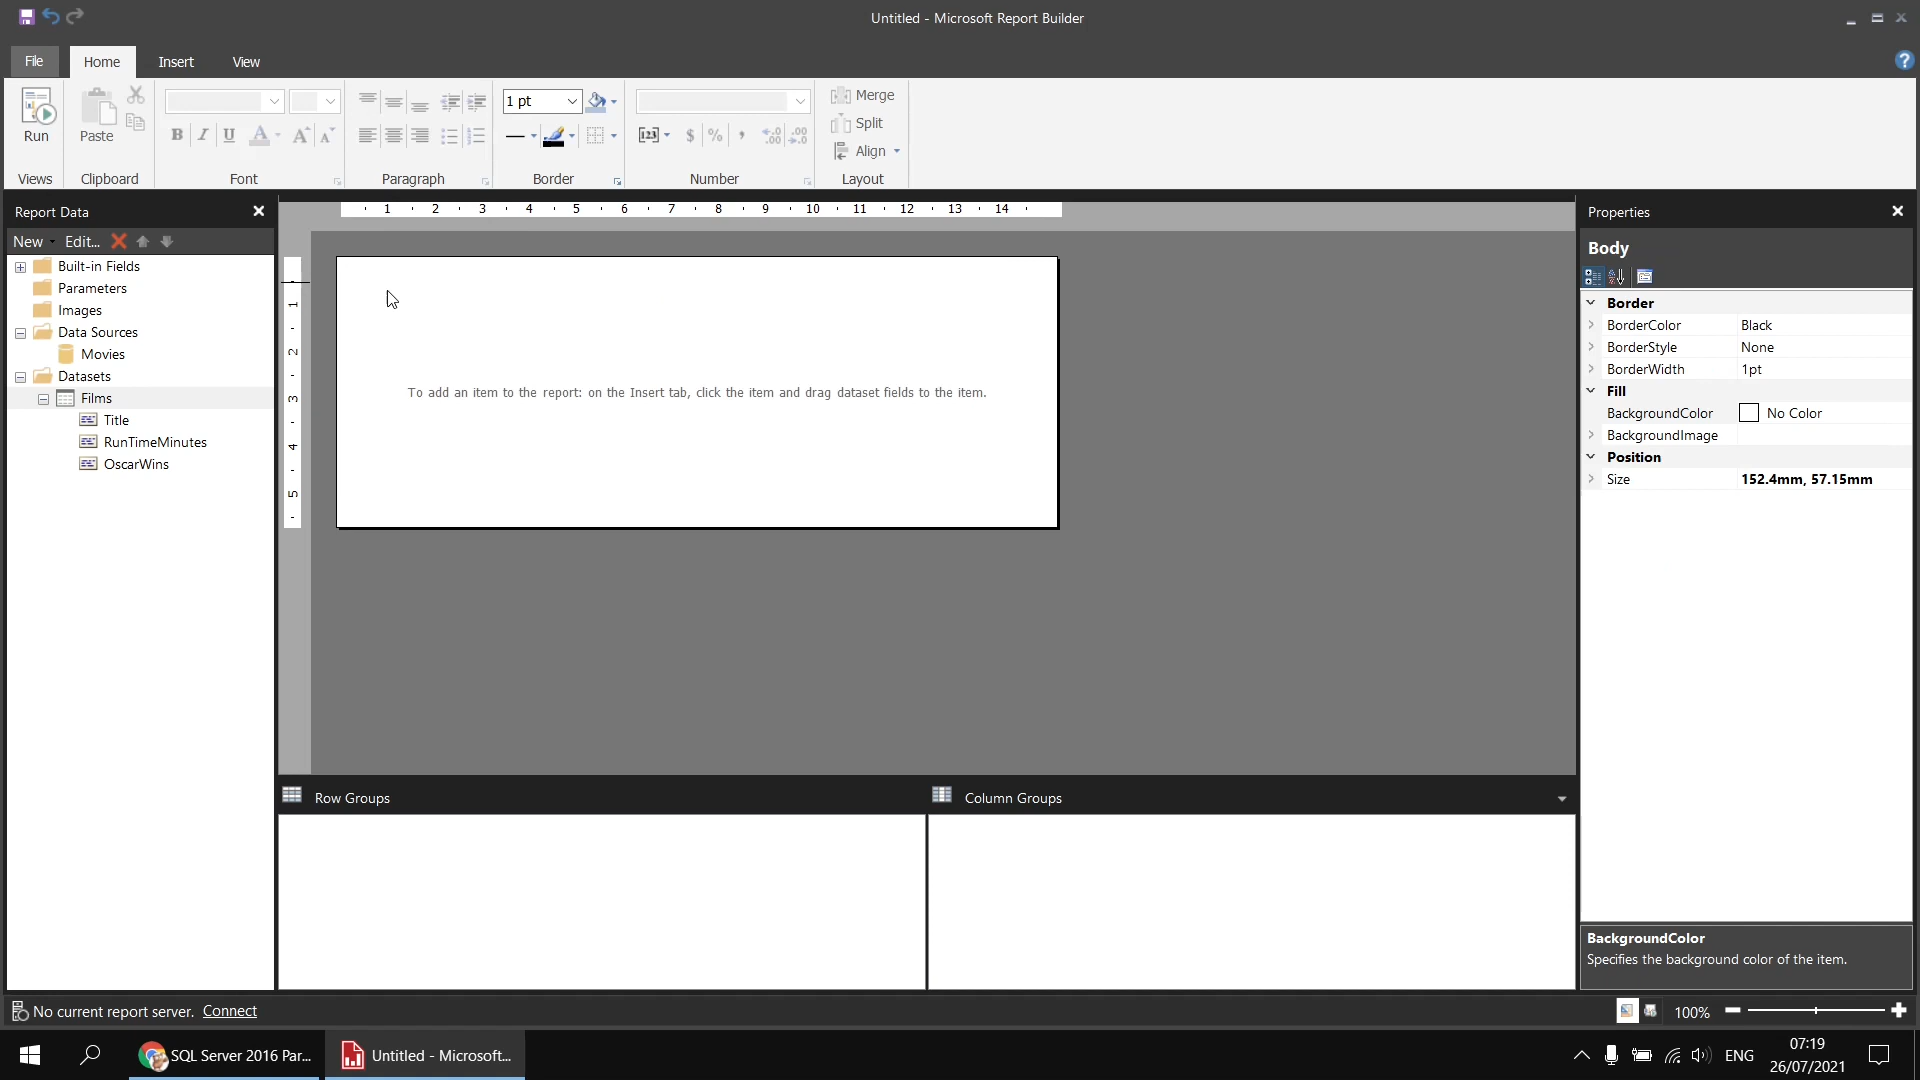 Untitled - Microsoft Report Builder
File
Home
Insert
View
Run
Paste
1 pt
Merge
Split
Align
B I U A A A
$ %
Views
Clipboard
Font
Paragraph
Border
Number
Layout
Report Data
New
Edit...
Built-in Fields
Parameters
Images
Data Sources
Movies
Datasets
Films
Title
RunTimeMinutes
OscarWins
1 2 3 4 5 6 7 8 9 10 11 12 13 14
1
2
3
4
5
To add an item to the report: on the Insert tab, click the item and drag dataset fields to the item.
Row Groups
Column Groups
Properties
Body
Border
BorderColor Black
BorderStyle None
BorderWidth 1pt
Fill
BackgroundColor No Color
BackgroundImage
Position
Size 152.4mm, 57.15mm
BackgroundColor
Specifies the background color of the item.
No current report server. Connect
100%
SQL Server 2016 Par...
Untitled - Microsoft...
ENG
07:19
26/07/2021